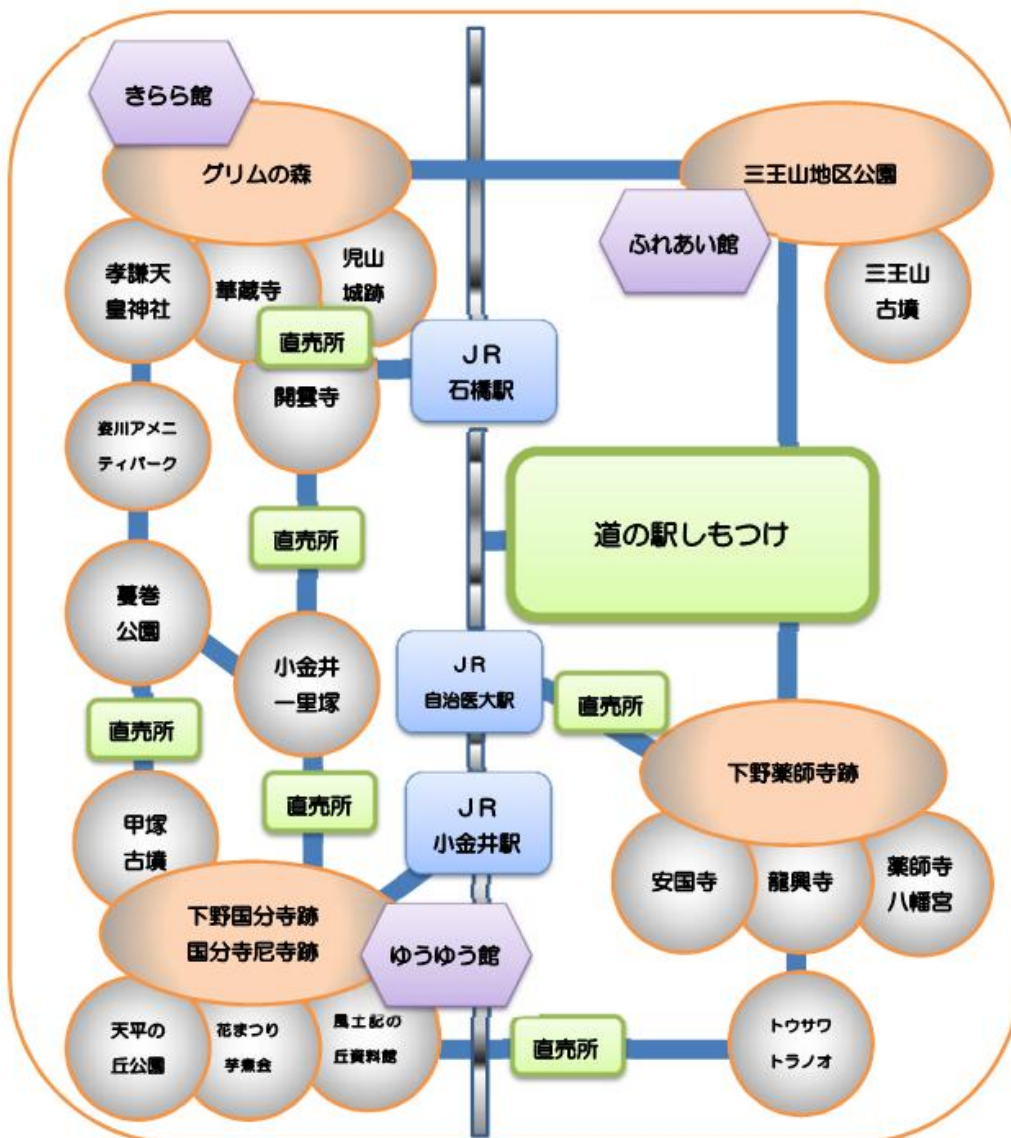 きらら館
グリムの森
三王山地区公園
ふれあい館
孝謙天
皇神社
華蔵寺
児山
城跡
三王山
古墳
直売所
JR
石橋駅
開雲寺
姿川アメニ
ティパーク
直売所
道の駅しもつけ
蔓巻
公園
小金井
一里塚
JR
自治医大駅
直売所
直売所
下野薬師寺跡
直売所
JR
小金井駅
甲塚
古墳
安国寺
龍興寺
薬師寺
八幡宮
下野国分寺跡
国分寺尼寺跡
ゆうゆう館
天平の
丘公園
花まつり
芋煮会
風土記の
丘資料館
直売所
トウサワ
トラノオ